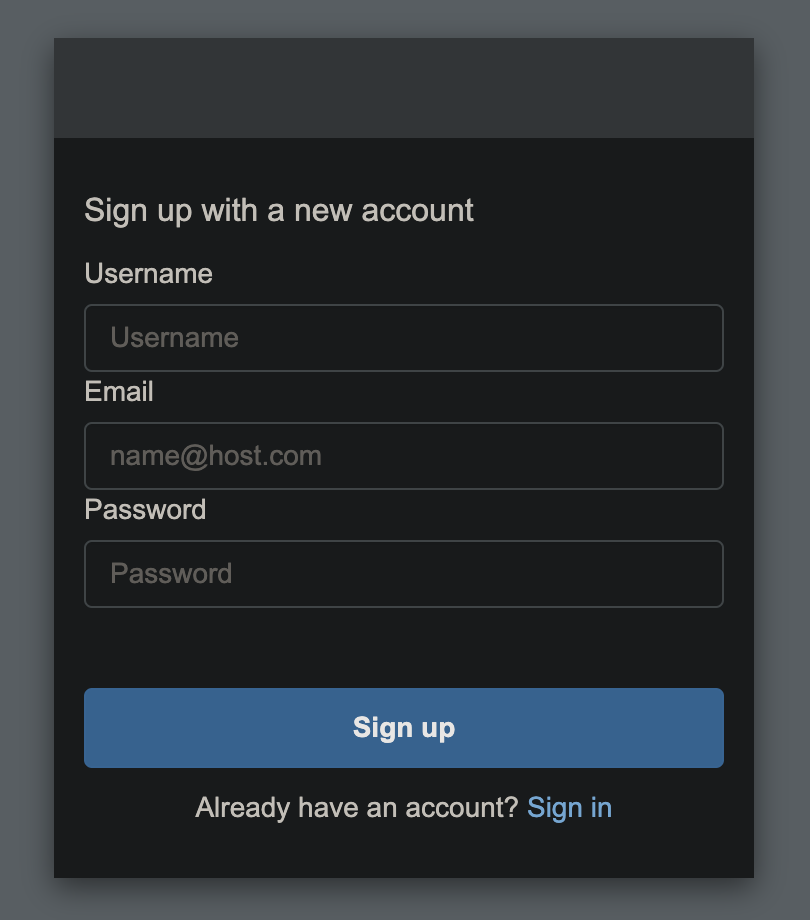 Sign up with a new account
Username
Username
Email
name@host.com
Password
Password
Sign up
Already have an account? Sign in